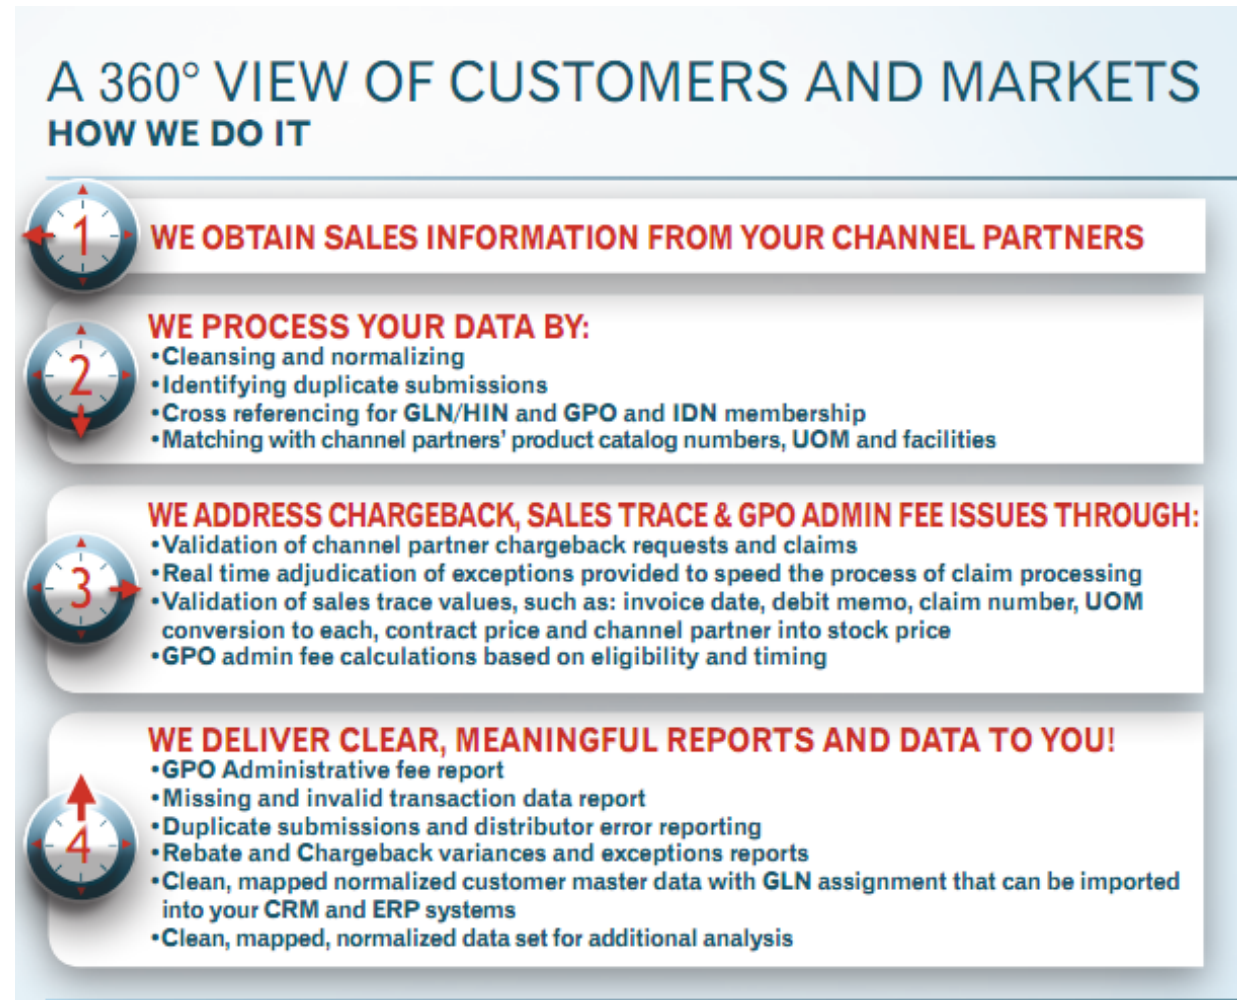 A 360° VIEW OF CUSTOMERS AND MARKETS
HOW WE DO IT
1
WE OBTAIN SALES INFORMATION FROM YOUR CHANNEL PARTNERS
2
WE PROCESS YOUR DATA BY:
•Cleansing and normalizing
•Identifying duplicate submissions
•Cross referencing for GLN/HIN and GPO and IDN membership
•Matching with channel partners' product catalog numbers, UOM and facilities
3
WE ADDRESS CHARGEBACK, SALES TRACE & GPO ADMIN FEE ISSUES THROUGH:
•Validation of channel partner chargeback requests and claims
•Real time adjudication of exceptions provided to speed the process of claim processing
•Validation of sales trace values, such as: invoice date, debit memo, claim number, UOM
conversion to each, contract price and channel partner into stock price
•GPO admin fee calculations based on eligibility and timing
4
WE DELIVER CLEAR, MEANINGFUL REPORTS AND DATA TO YOU!
•GPO Administrative fee report
•Missing and invalid transaction data report
•Duplicate submissions and distributor error reporting
•Rebate and Chargeback variances and exceptions reports
•Clean, mapped normalized customer master data with GLN assignment that can be imported
into your CRM and ERP systems
•Clean, mapped, normalized data set for additional analysis